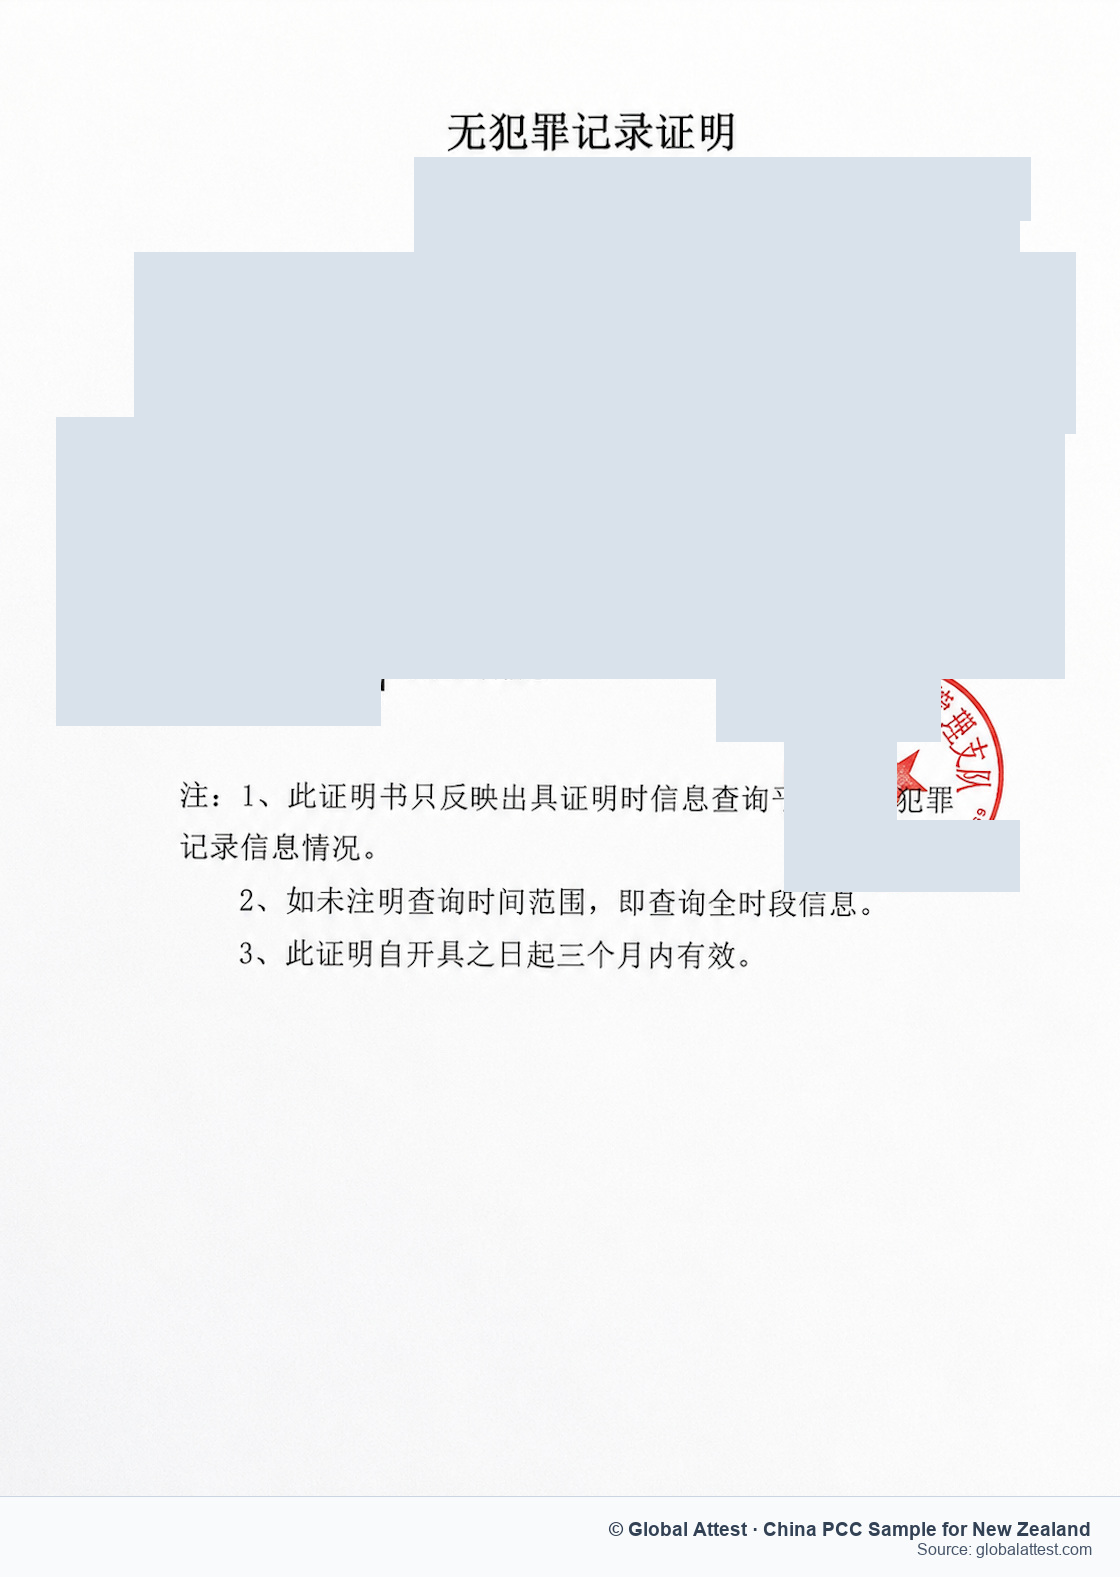 无犯罪记录证明
管理支队
注：1、此证明书只反映出具证明时信息查询
犯罪
记录信息情况。
2、如未注明查询时间范围，即查询全时段信息。
3、此证明自开具之日起三个月内有效。
© Global Attest · China PCC Sample for New Zealand
Source: globalattest.com